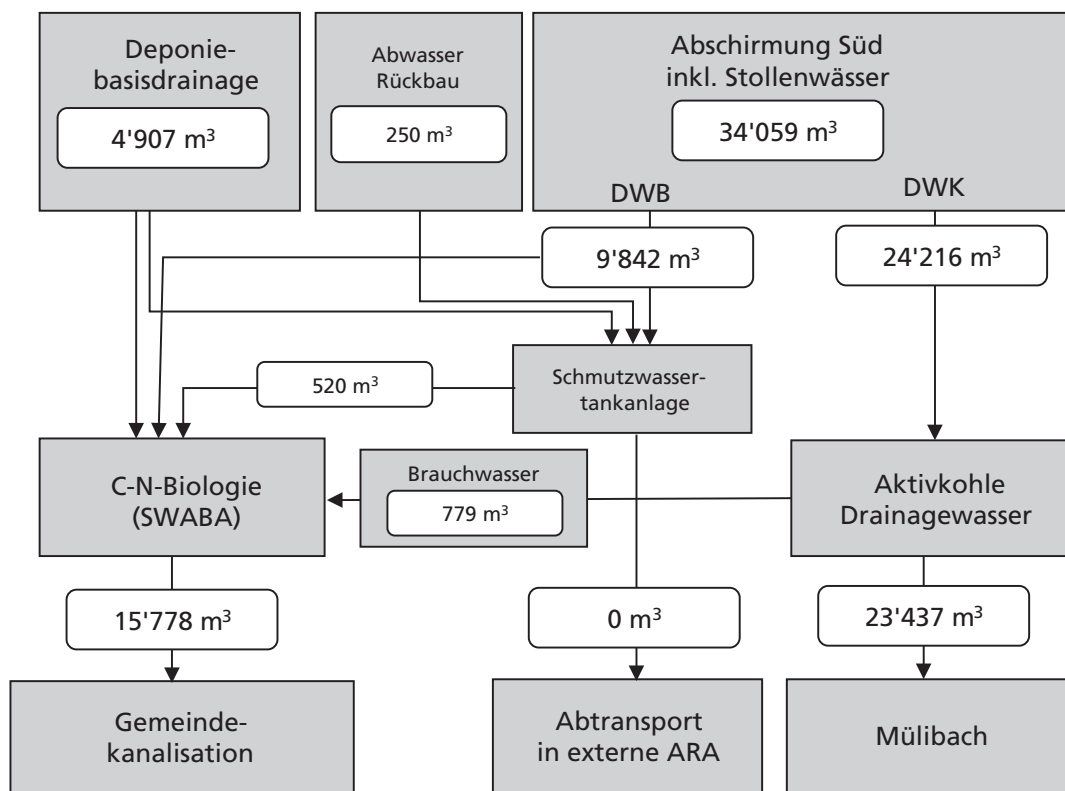 Deponie-
basisdrainage
4'907 m³
Abwasser
Rückbau
250 m³
Abschirmung Süd
inkl. Stollenwässer
34'059 m³
DWB
DWK
9'842 m³
24'216 m³
Schmutzwasser-
tankanlage
520 m³
C-N-Biologie
(SWABA)
Brauchwasser
779 m³
Aktivkohle
Drainagewasser
15'778 m³
0 m³
23'437 m³
Gemeinde-
kanalisation
Abtransport
in externe ARA
Mülibach